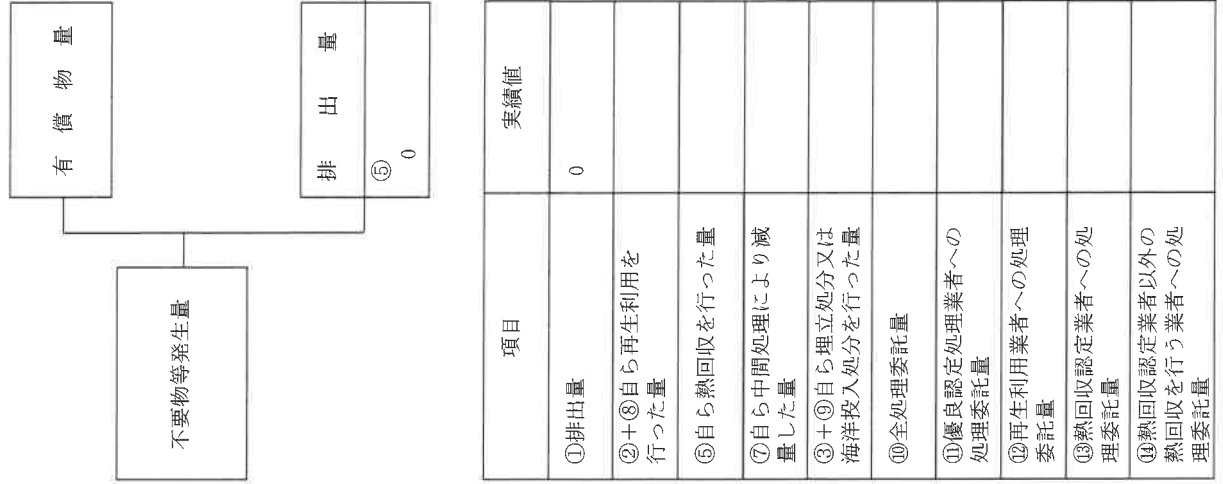 有償物量
排出量
⑤
0
不要物等発生量
項目
実績値
①排出量
0
②+⑧自ら再生利用を
行った量
⑤自ら熱回収を行った量
⑦自ら中間処理により減
量した量
③+⑨自ら埋立処分又は
海洋投入処分を行った量
⑩全処理委託量
⑪優良認定処理業者への
処理委託量
⑫再生利用業者への処理
委託量
⑬熱回収認定業者への処
理委託量
⑭熱回収認定業者以外の
熱回収を行う業者への処
理委託量